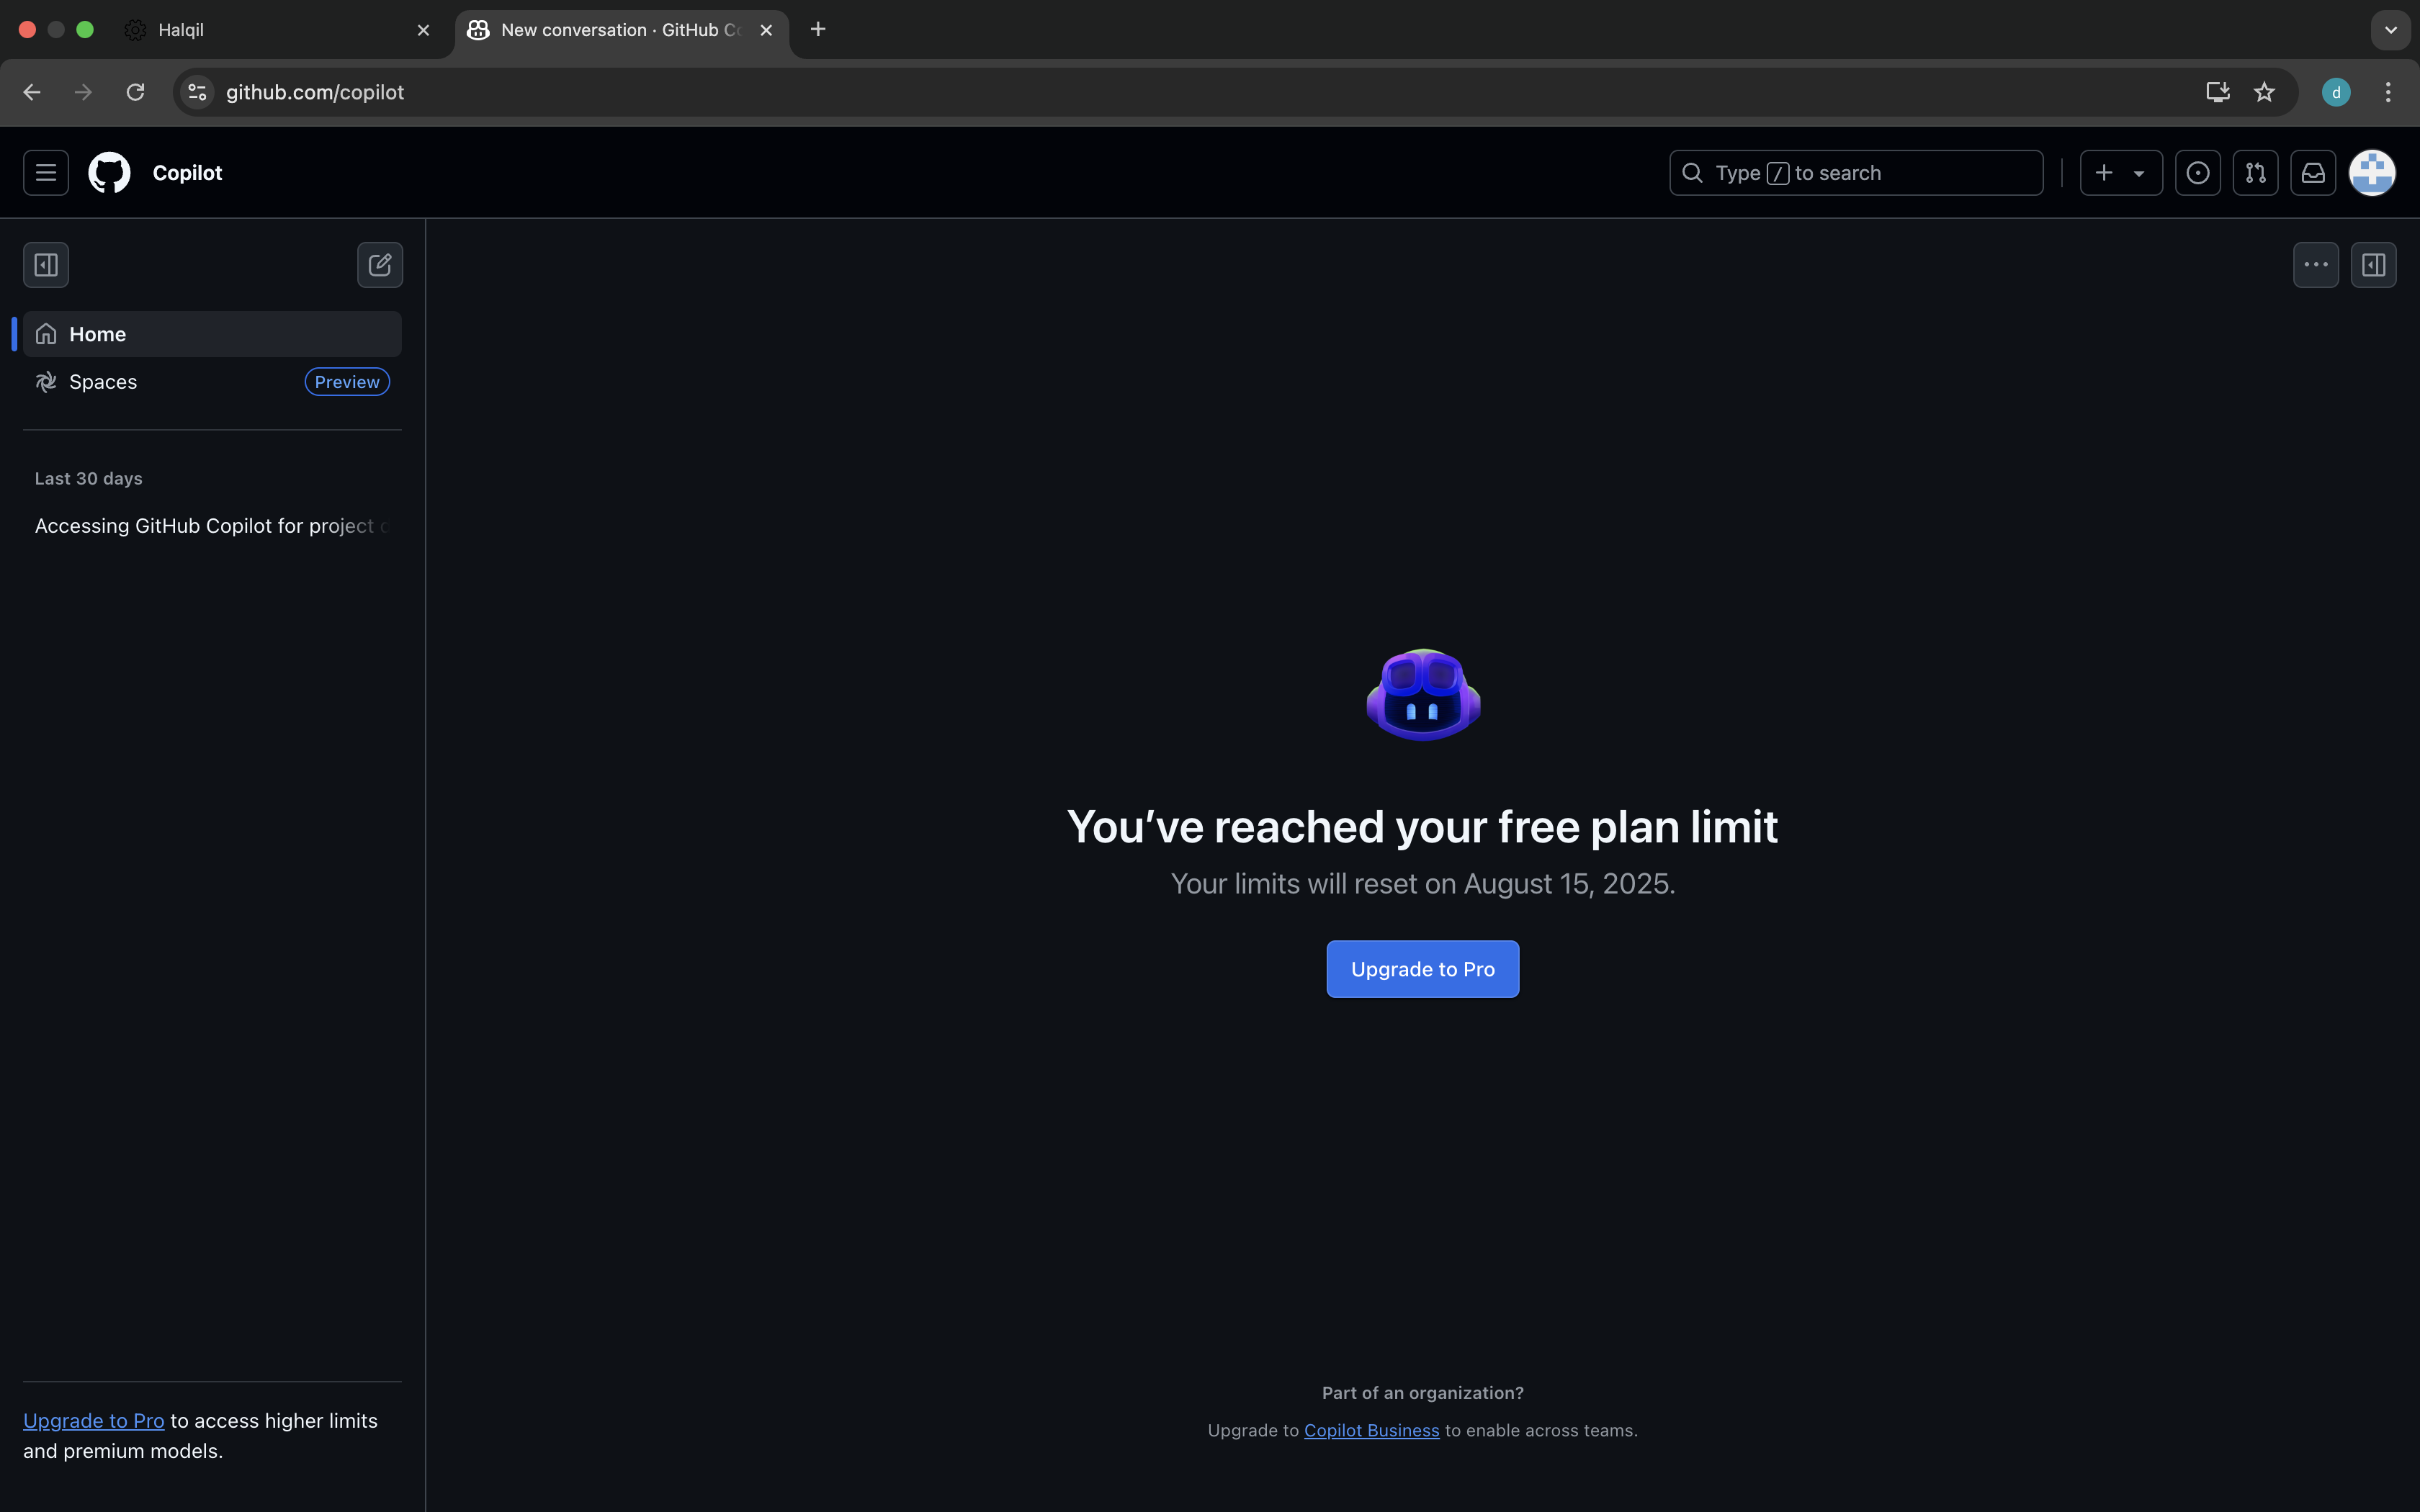 Halqil
New conversation · GitHub
github.com/copilot
d
Copilot
Type / to search
Home
Spaces
Preview
Last 30 days
Accessing GitHub Copilot for project
You’ve reached your free plan limit
Your limits will reset on August 15, 2025.
Upgrade to Pro
Part of an organization?
Upgrade to Copilot Business to enable across teams.
Upgrade to Pro to access higher limits
and premium models.